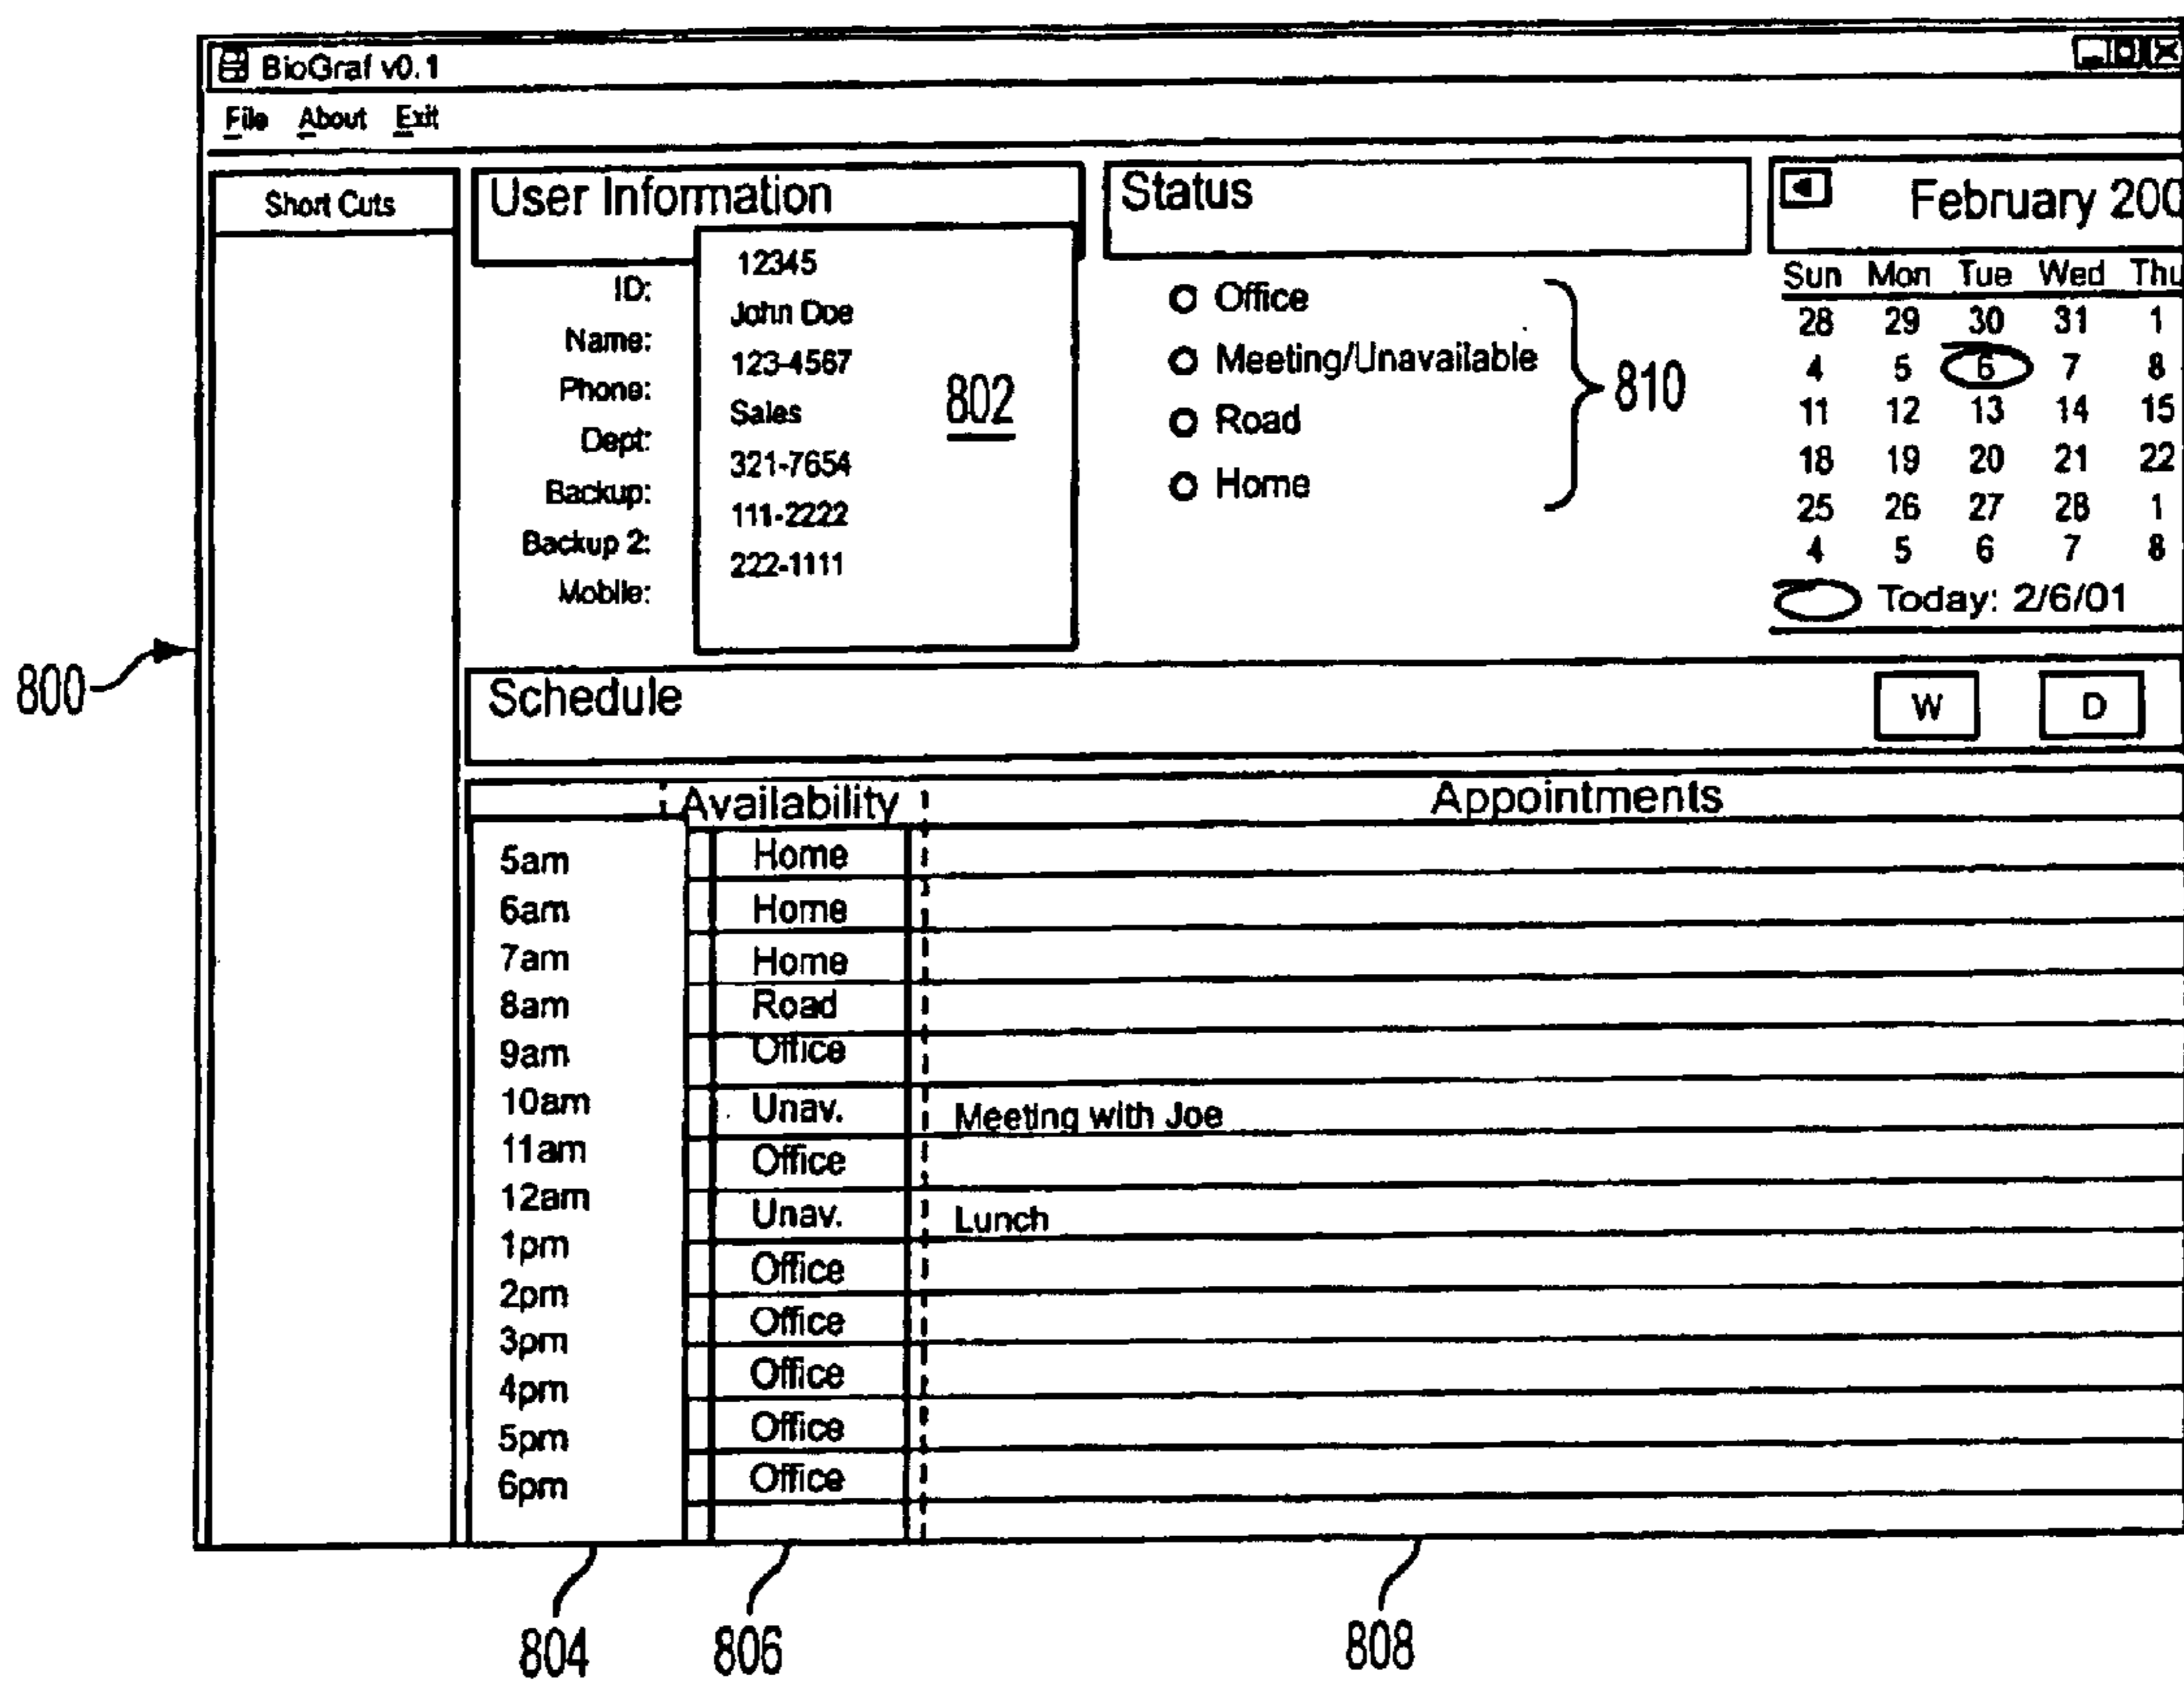 BioGraf v0.1
File About Exit
Short Cuts
User Information
ID: 12345
Name: John Doe
Phone: 123-4567
Dept: Sales
Backup: 321-7654
Backup 2: 111-2222
Mobile: 222-1111
802
Status
Office
Meeting/Unavailable
Road
Home
810
February 200
Sun Mon Tue Wed Thu
28 29 30 31 1
4 5 6 7 8
11 12 13 14 15
18 19 20 21 22
25 26 27 28 1
4 5 6 7 8
Today: 2/6/01
800
Schedule W D
Availability Appointments
5am Home
6am Home
7am Home
8am Road
9am Office
10am Unav. Meeting with Joe
11am Office
12am Unav. Lunch
1pm Office
2pm Office
3pm Office
4pm Office
5pm Office
6pm
804 806 808